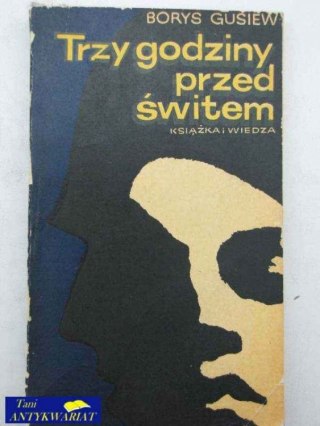 BORYS GUSIEW
Trzy godziny
przed
świtem
KSIĄŻKA i WIEDZA
Tani
ANTYKWARIAT